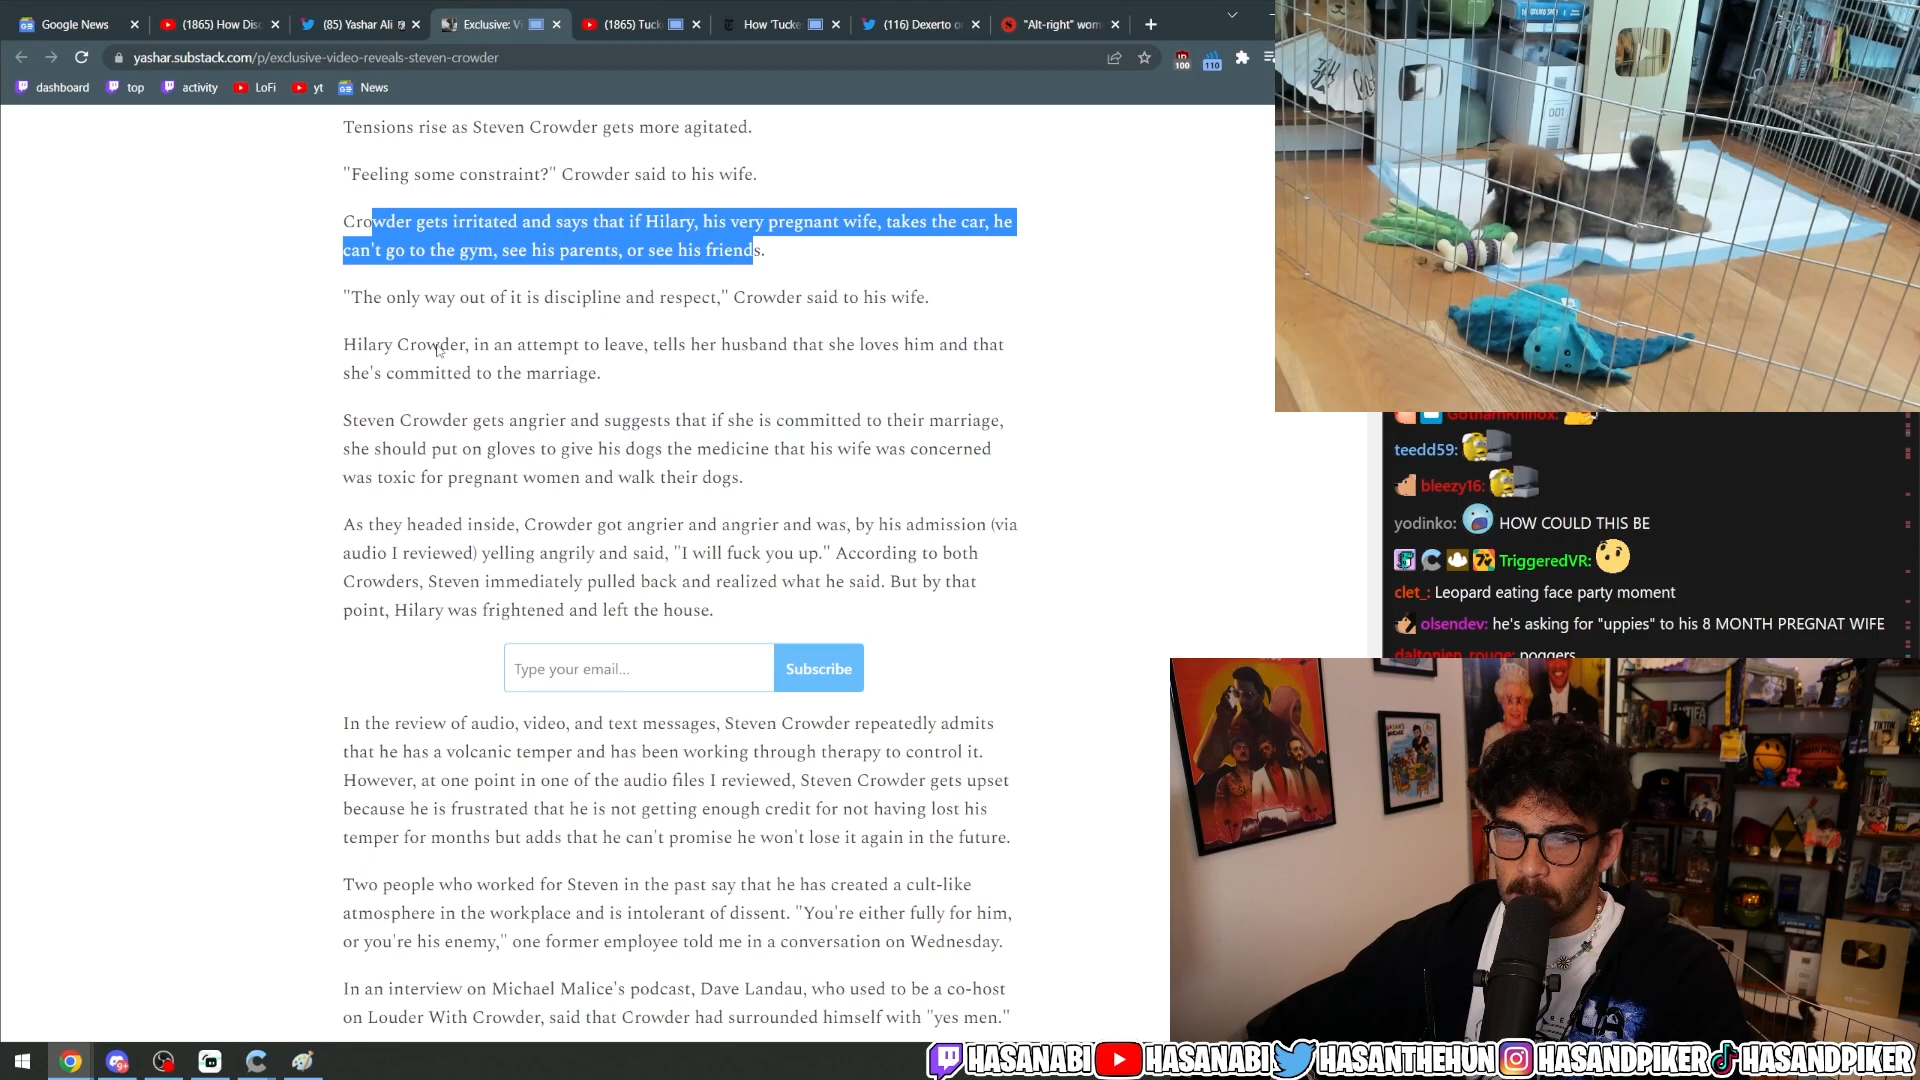 Google News
(1865) How Disc
(85) Yashar Ali
Exclusive: Vi
(1865) Tuck
How 'Tucke
(116) Dexerto o
"Alt-right" wom
yashar.substack.com/p/exclusive-video-reveals-steven-crowder
100
110
dashboard
top
activity
LoFi
yt
News
Tensions rise as Steven Crowder gets more agitated.
"Feeling some constraint?" Crowder said to his wife.
Crowder gets irritated and says that if Hilary, his very pregnant wife, takes the car, he
can't go to the gym, see his parents, or see his friends.
"The only way out of it is discipline and respect," Crowder said to his wife.
Hilary Crowder, in an attempt to leave, tells her husband that she loves him and that
she's committed to the marriage.
Steven Crowder gets angrier and suggests that if she is committed to their marriage,
she should put on gloves to give his dogs the medicine that his wife was concerned
was toxic for pregnant women and walk their dogs.
As they headed inside, Crowder got angrier and angrier and was, by his admission (via
audio I reviewed) yelling angrily and said, "I will fuck you up." According to both
Crowders, Steven immediately pulled back and realized what he said. But by that
point, Hilary was frightened and left the house.
Type your email...
Subscribe
In the review of audio, video, and text messages, Steven Crowder repeatedly admits
that he has a volcanic temper and has been working through therapy to control it.
However, at one point in one of the audio files I reviewed, Steven Crowder gets upset
because he is frustrated that he is not getting enough credit for not having lost his
temper for months but adds that he can't promise he won't lose it again in the future.
Two people who worked for Steven in the past say that he has created a cult-like
atmosphere in the workplace and is intolerant of dissent. "You're either fully for him,
or you're his enemy," one former employee told me in a conversation on Wednesday.
In an interview on Michael Malice's podcast, Dave Landau, who used to be a co-host
on Louder With Crowder, said that Crowder had surrounded himself with "yes men."
001
GothamRhinox:
teedd59:
bleezy16:
yodinko: HOW COULD THIS BE
TriggeredVR:
clet_: Leopard eating face party moment
olsendev: he's asking for "uppies" to his 8 MONTH PREGNAT WIFE
daltonien_rouge: poggers
TIKTOK
HASANABI HASANABI HASANTHEHUN HASANDPIKER HASANDPIKER